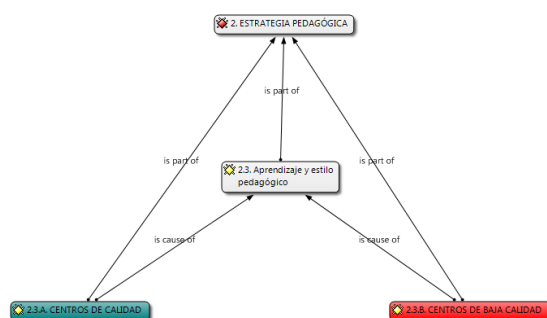 2. ESTRATEGIA PEDAGÓGICA
is part of
is part of
is part of
2.3. Aprendizaje y estilo
pedagógico
is cause of
is cause of
2.3.A. CENTROS DE CALIDAD
2.3.B. CENTROS DE BAJA CALIDAD